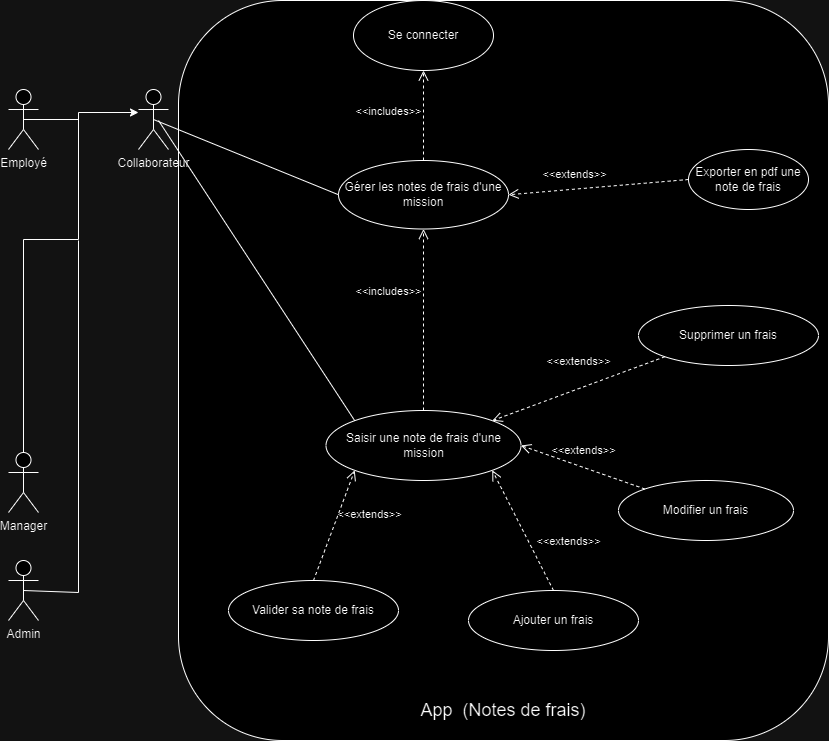 Se connecter
<<includes>>
Employé
Collaborateur
Gérer les notes de frais d'une
mission
<<extends>>
Exporter en pdf une
note de frais
<<includes>>
Supprimer un frais
<<extends>>
Saisir une note de frais d'une
mission
<<extends>>
Modifier un frais
Manager
<<extends>>
<<extends>>
Valider sa note de frais
Ajouter un frais
Admin
App (Notes de frais)